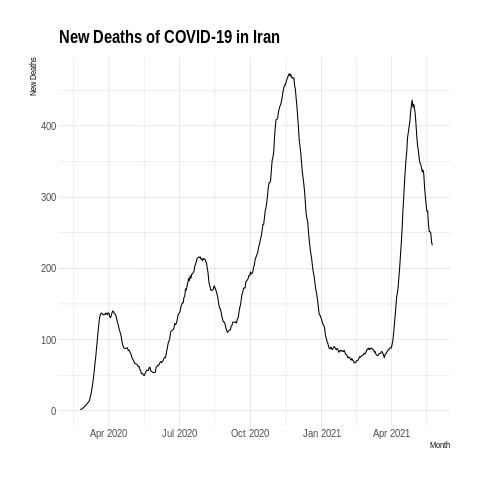 New Deaths of COVID-19 in Iran
New Deaths
400
300
200
100
0
Apr 2020 Jul 2020 Oct 2020 Jan 2021 Apr 2021
Month